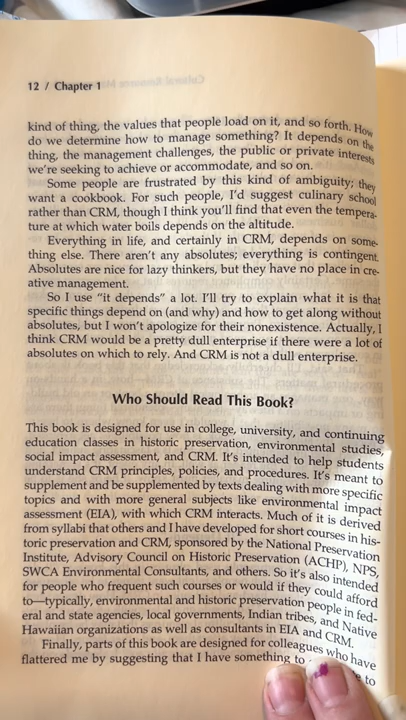 12 / Chapter 1
kind of thing, the values that people load on it, and so forth. How
do we determine how to manage something? It depends on the
thing, the management challenges, the public or private interests
we're seeking to achieve or accommodate, and so on.
Some people are frustrated by this kind of ambiguity; they
want a cookbook. For such people, I'd suggest culinary school
rather than CRM, though I think you'll find that even the tempera-
ture at which water boils depends on the altitude.
Everything in life, and certainly in CRM, depends on some-
thing else. There aren't any absolutes; everything is contingent.
Absolutes are nice for lazy thinkers, but they have no place in cre-
ative management.
So I use "it depends" a lot. I'll try to explain what it is that
specific things depend on (and why) and how to get along without
absolutes, but I won't apologize for their nonexistence. Actually, I
think CRM would be a pretty dull enterprise if there were a lot of
absolutes on which to rely. And CRM is not a dull enterprise.
Who Should Read This Book?
This book is designed for use in college, university, and continuing
education classes in historic preservation, environmental studies,
social impact assessment, and CRM. It's intended to help students
understand CRM principles, policies, and procedures. It's meant to
supplement and be supplemented by texts dealing with more specific
topics and with more general subjects like environmental impact
assessment (EIA), with which CRM interacts. Much of it is derived
from syllabi that others and I have developed for short courses in his-
toric preservation and CRM, sponsored by the National Preservation
Institute, Advisory Council on Historic Preservation (ACHP), NPS,
SWCA Environmental Consultants, and others. So it's also intended
for people who frequent such courses or would if they could afford
to—typically, environmental and historic preservation people in fed-
eral and state agencies, local governments, Indian tribes, and Native
Hawaiian organizations as well as consultants in EIA and CRM.
Finally, parts of this book are designed for colleagues who have
flattered me by suggesting that I have something to
to